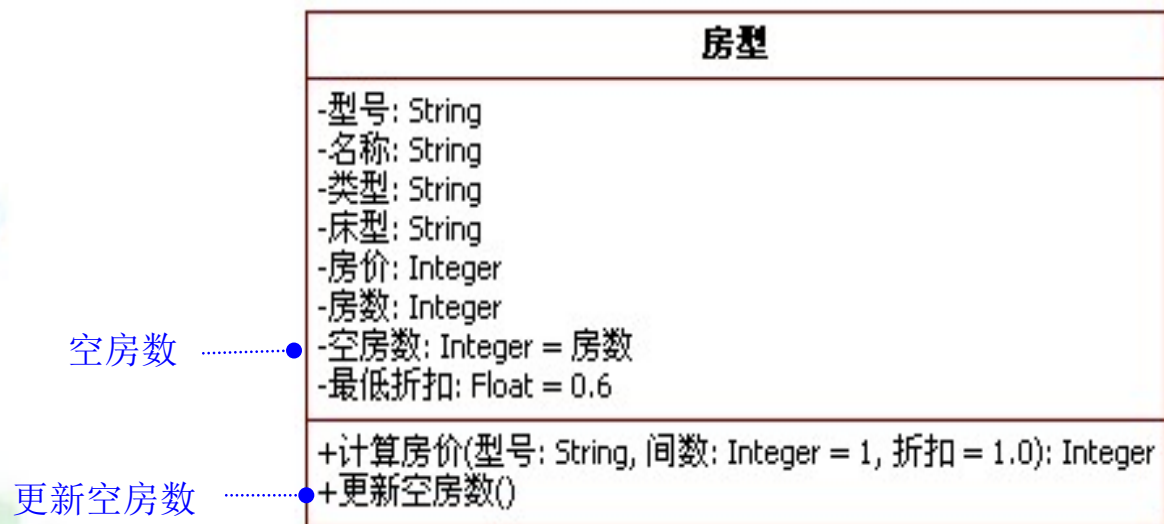 房型
-型号: String
-名称: String
-类型: String
-床型: String
-房价: Integer
-房数: Integer
空房数
-空房数: Integer = 房数
-最低折扣: Float = 0.6
+计算房价(型号: String, 间数: Integer = 1, 折扣 = 1.0): Integer
更新空房数
+更新空房数()